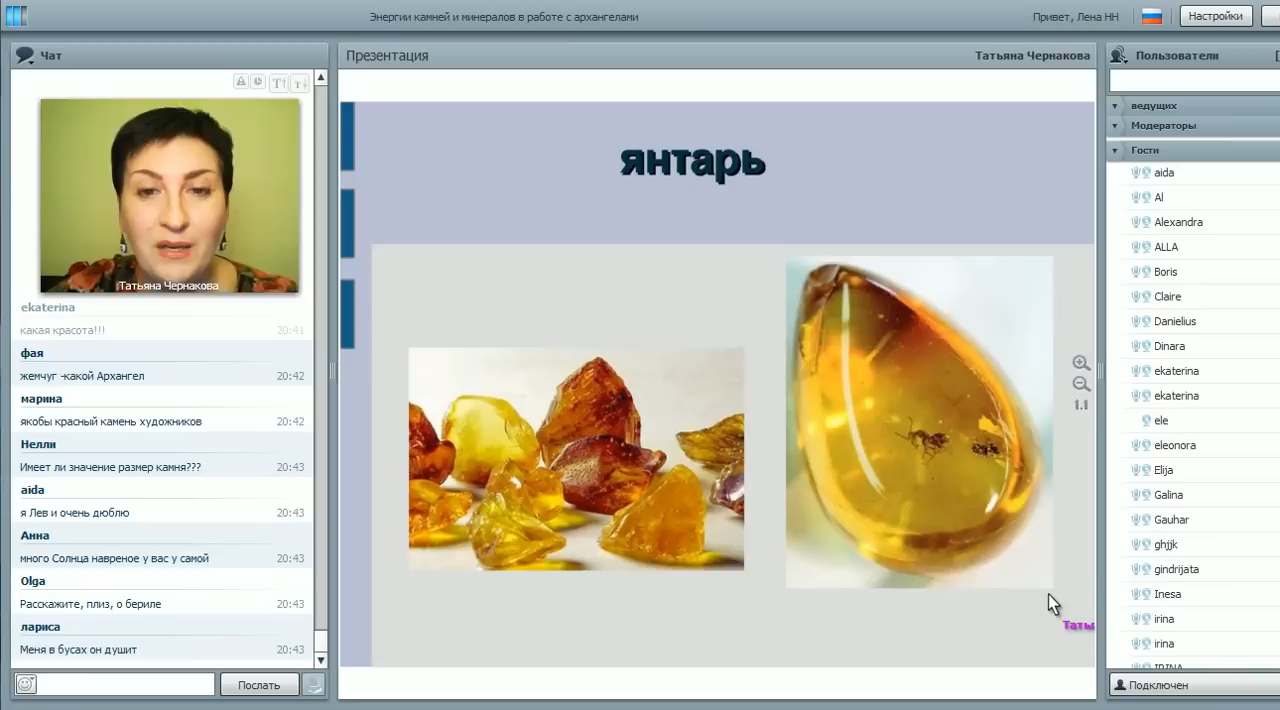 Энергии камней и минералов в работе с архангелами
Привет, Лена НН
Настройки
Чат
Татьяна Чернакова
ekaterina
какая красота!!! 20:41
фая
жемчуг -какой Архангел 20:42
марина
якобы красный камень художников 20:42
Нелли
Имеет ли значение размер камня??? 20:43
aida
я Лев и очень дюблю 20:43
Анна
много Солнца навреное у вас у самой 20:43
Olga
Расскажите, плиз, о бериле 20:43
лариса
Меня в бусах он душит 20:43
Послать
Презентация
Татьяна Чернакова
янтарь
1.1
Таты
Пользователи
ведущих
Модераторы
Гости
aida
Al
Alexandra
ALLA
Boris
Claire
Danielius
Dinara
ekaterina
ekaterina
ele
eleonora
Elija
Galina
Gauhar
ghjjk
gindrijata
Inesa
irina
irina
IRINA
Подключен